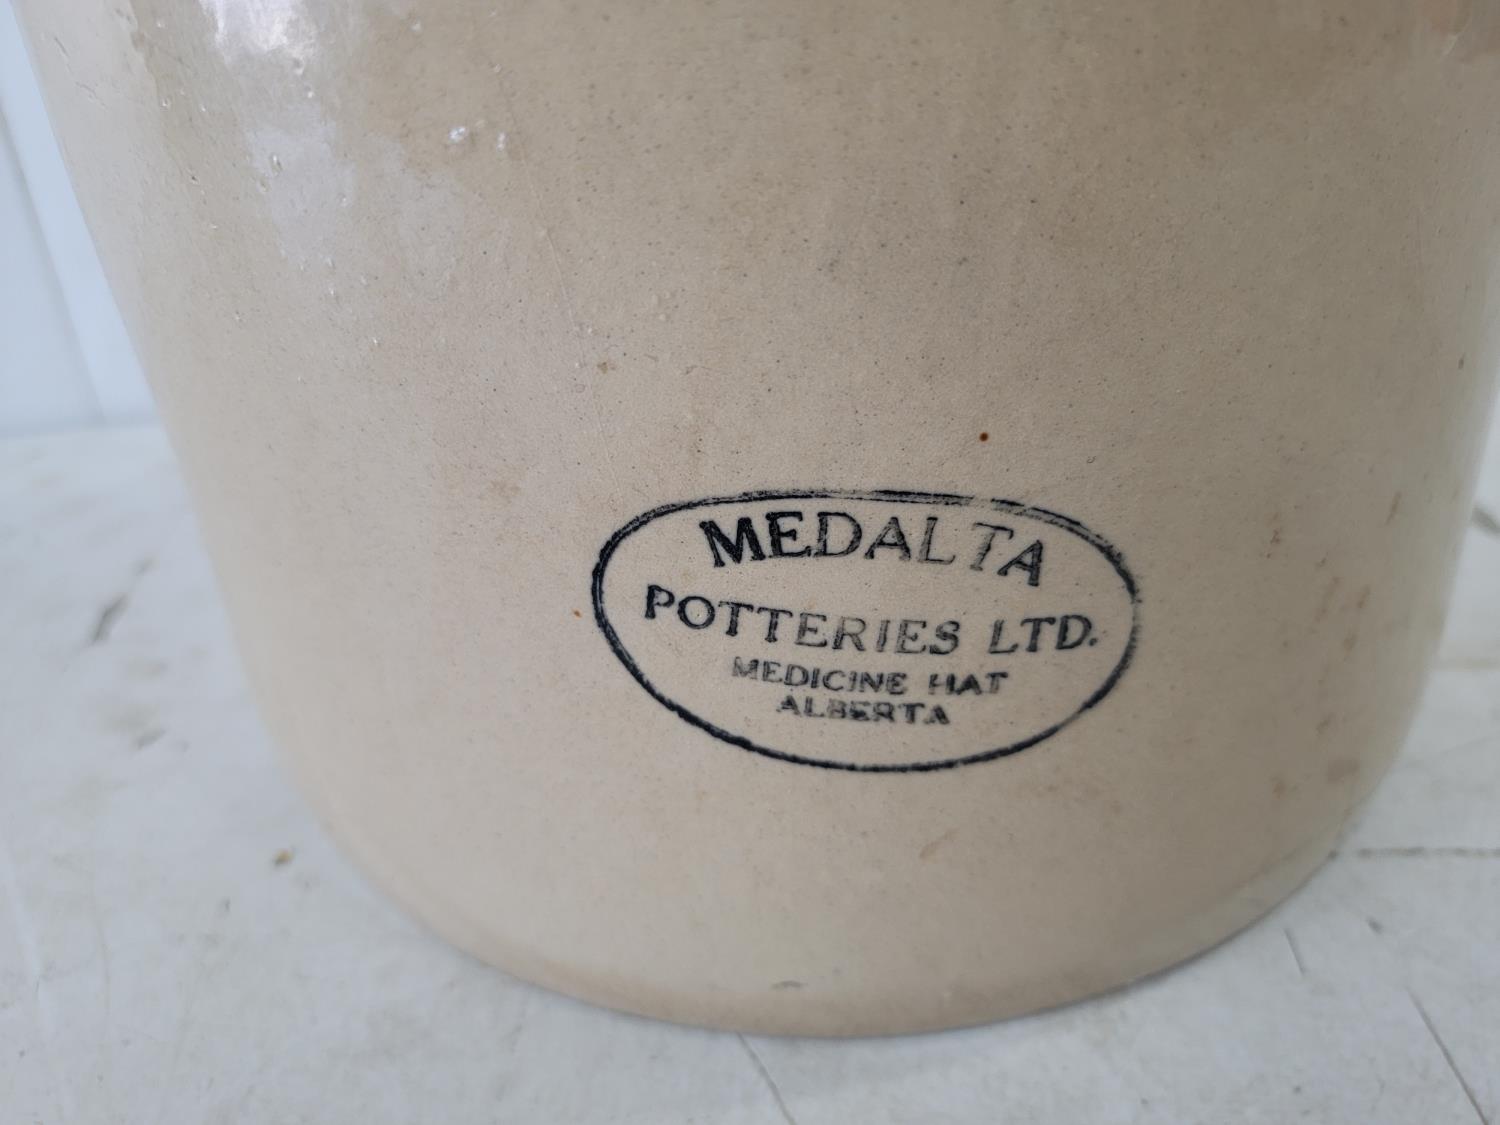 MEDALTA
POTTERIES LTD.
MEDICINE HAT
ALBERTA